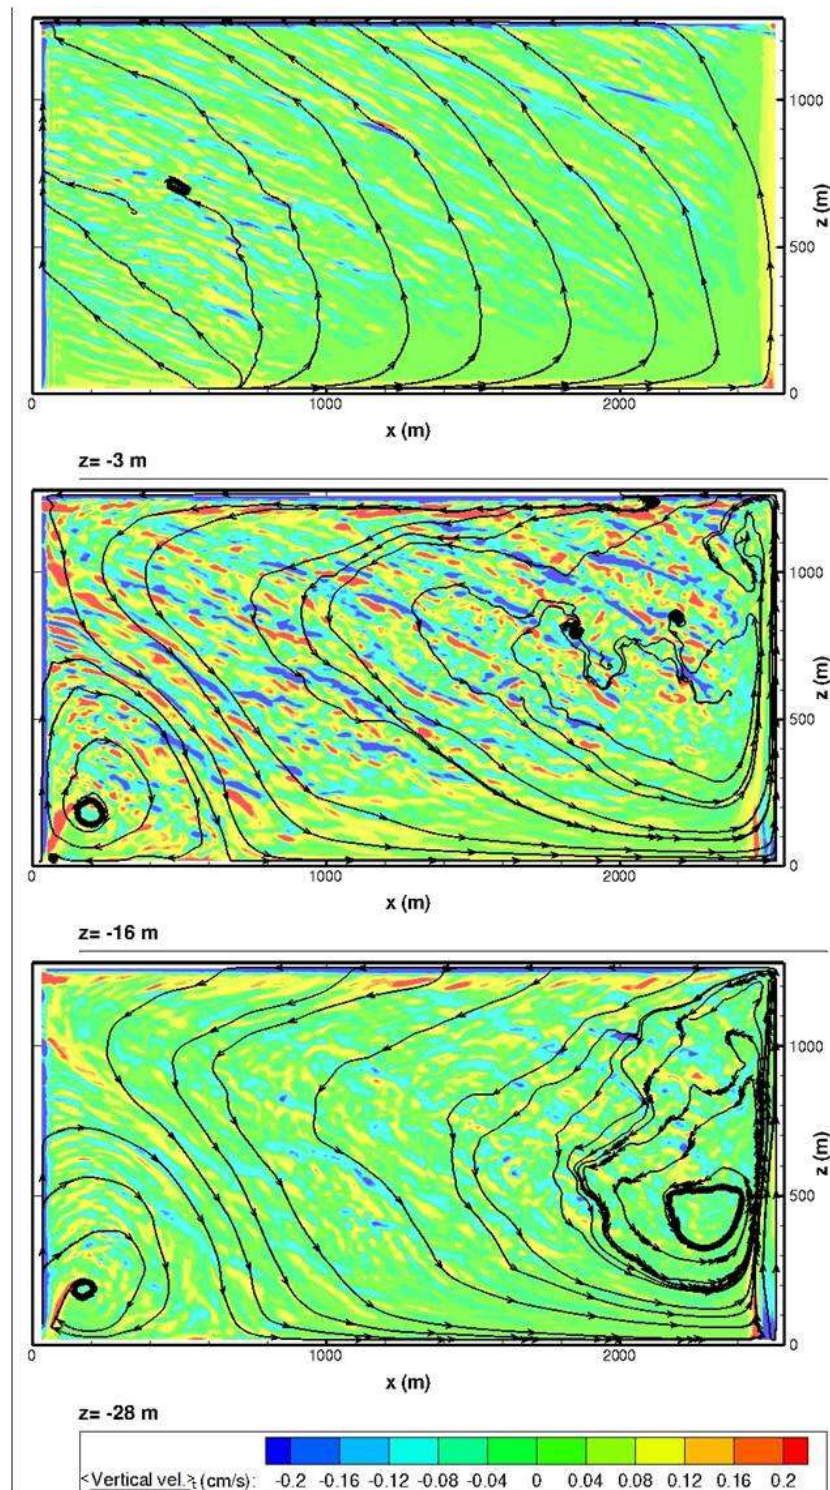 1000
z (m)
500
0
0 1000 2000
x (m)
z= -3 m
1000
z (m)
500
0
0 1000 2000
x (m)
z= -16 m
1000
z (m)
500
0
0 1000 2000
x (m)
z= -28 m
<Vertical vel.>t (cm/s): -0.2 -0.16 -0.12 -0.08 -0.04 0 0.04 0.08 0.12 0.16 0.2